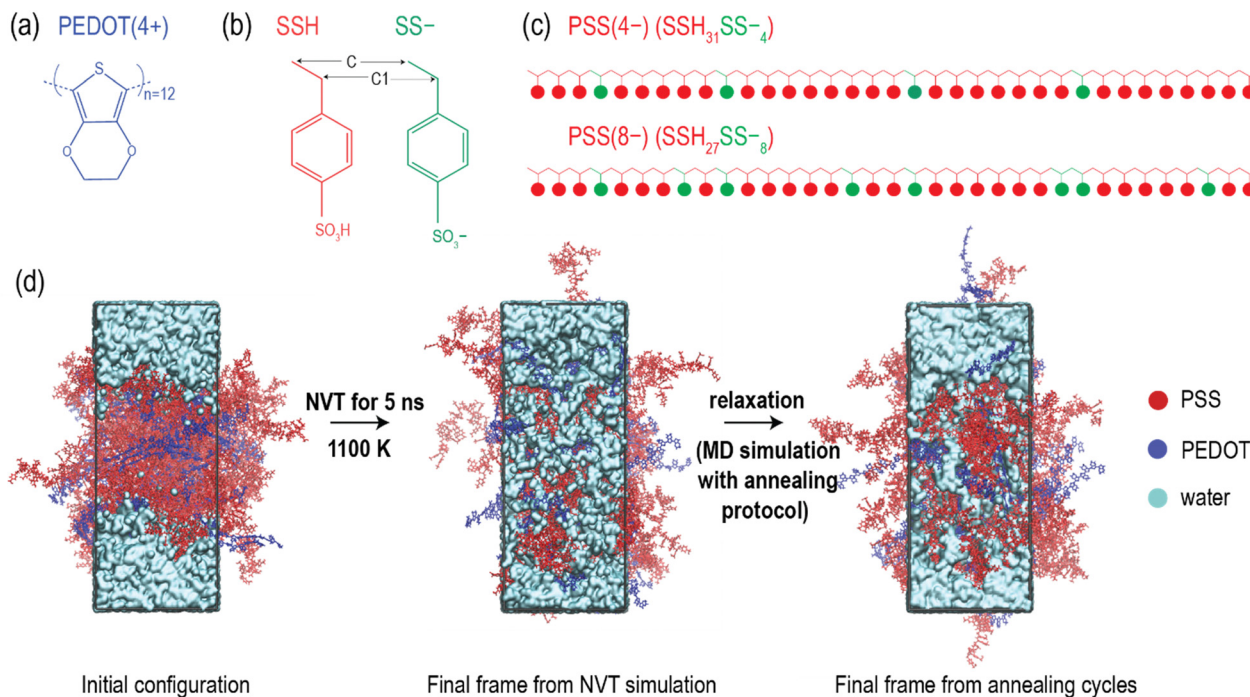 (a) PEDOT(4+)
S
n=12
O O
(b) SSH SS−
C
C1
SO₃H SO₃−
(c) PSS(4−) (SSH₃₁SS−₄)
PSS(8−) (SSH₂₇SS−₈)
(d)
NVT for 5 ns
1100 K
relaxation
(MD simulation
with annealing
protocol)
PSS
PEDOT
water
Initial configuration
Final frame from NVT simulation
Final frame from annealing cycles